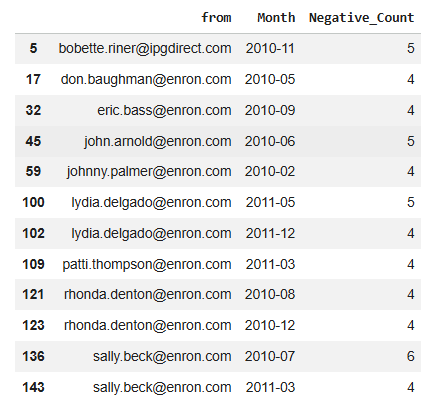 from Month Negative_Count
5 bobette.riner@ipgdirect.com 2010-11 5
17 don.baughman@enron.com 2010-05 4
32 eric.bass@enron.com 2010-09 4
45 john.arnold@enron.com 2010-06 5
59 johnny.palmer@enron.com 2010-02 4
100 lydia.delgado@enron.com 2011-05 5
102 lydia.delgado@enron.com 2011-12 4
109 patti.thompson@enron.com 2011-03 4
121 rhonda.denton@enron.com 2010-08 4
123 rhonda.denton@enron.com 2010-12 4
136 sally.beck@enron.com 2010-07 6
143 sally.beck@enron.com 2011-03 4